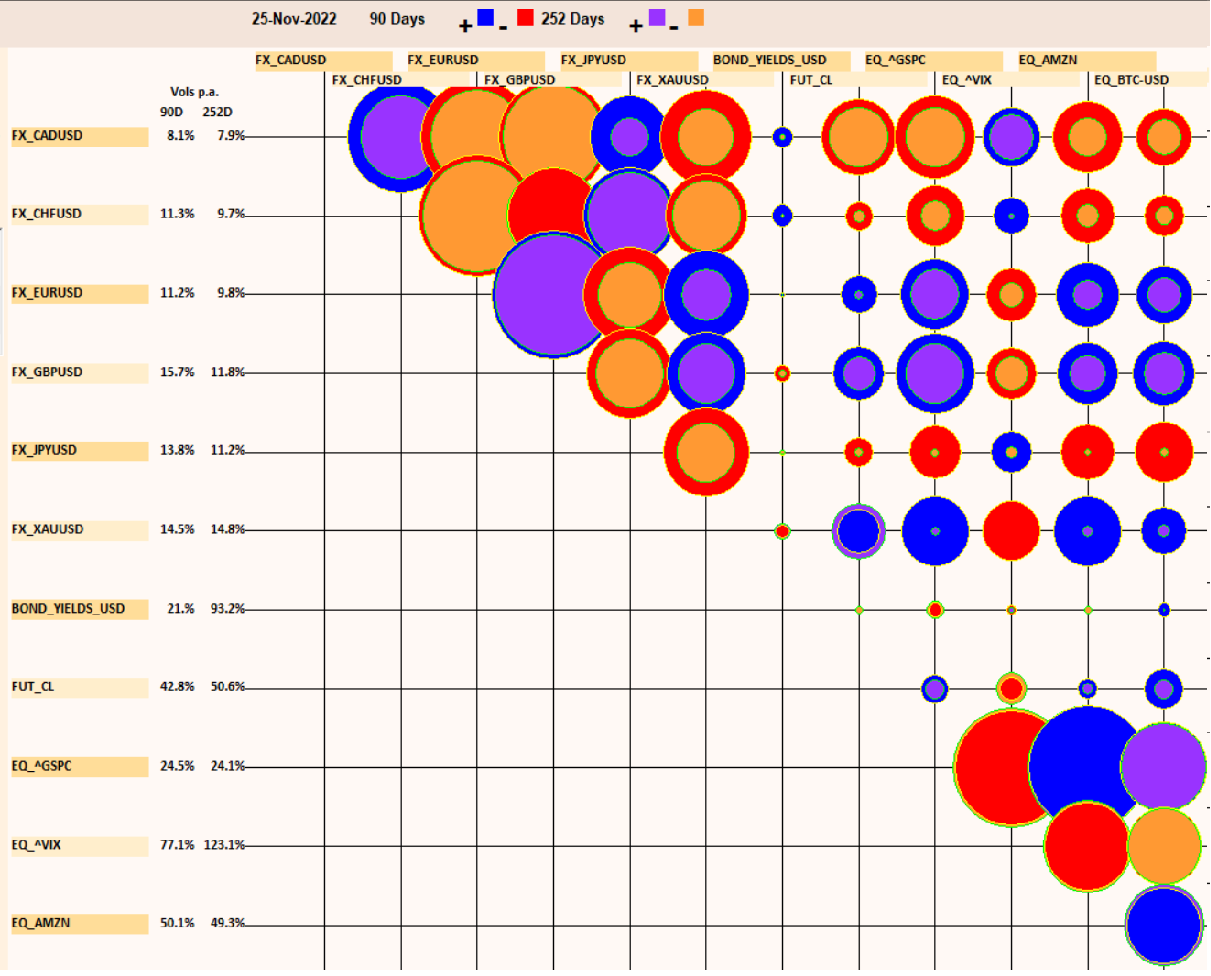 25-Nov-2022 90 Days + - 252 Days + -
FX_CADUSD FX_EURUSD FX_JPYUSD BOND_YIELDS_USD EQ_^GSPC EQ_AMZN
FX_CHFUSD FX_GBPUSD FX_XAUUSD FUT_CL EQ_^VIX EQ_BTC-USD
Vols p.a.
90D 252D
FX_CADUSD 8.1% 7.9%
FX_CHFUSD 11.3% 9.7%
FX_EURUSD 11.2% 9.8%
FX_GBPUSD 15.7% 11.8%
FX_JPYUSD 13.8% 11.2%
FX_XAUUSD 14.5% 14.8%
BOND_YIELDS_USD 21.% 93.2%
FUT_CL 42.8% 50.6%
EQ_^GSPC 24.5% 24.1%
EQ_^VIX 77.1% 123.1%
EQ_AMZN 50.1% 49.3%